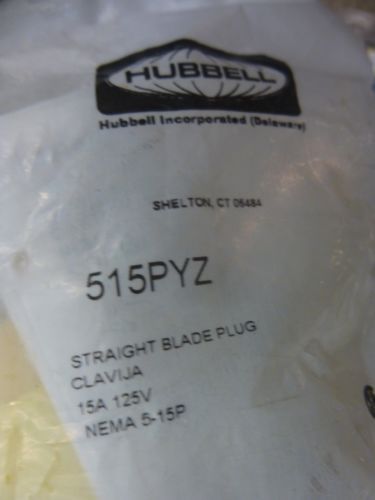 HUBBELL
Hubbell Incorporated (Delaware)
SHELTON, CT 06484
515PYZ
STRAIGHT BLADE PLUG
CLAVIJA
15A 125V
NEMA 5-15P